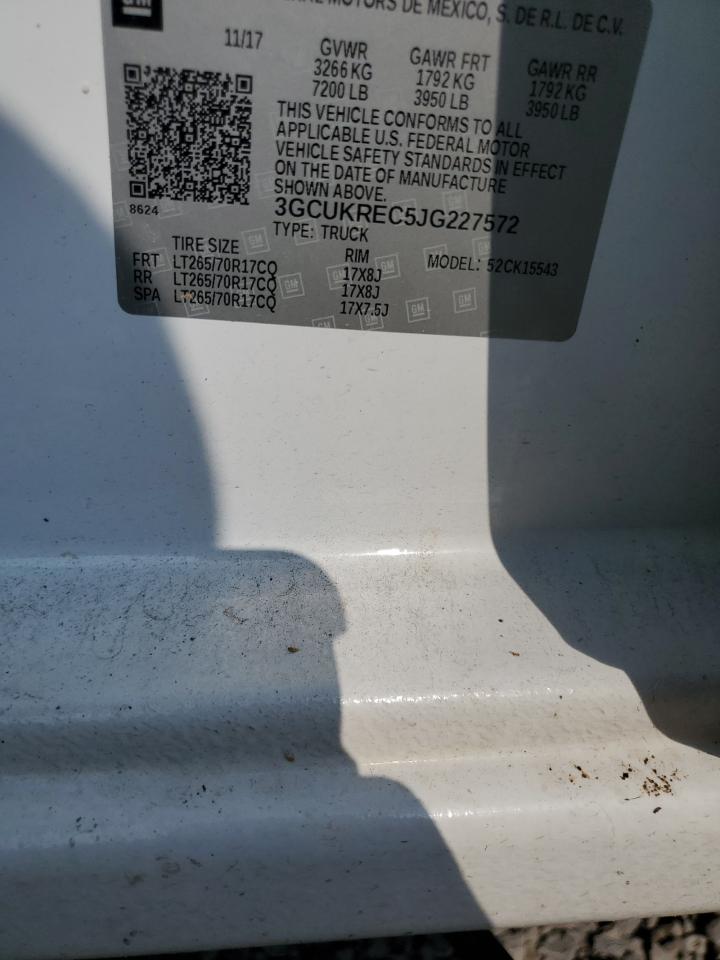 GM
MOTORS DE MEXICO, S. DE R.L. DE C.V.
11/17 GVWR GAWR FRT GAWR RR
3266 KG 1792 KG 1792 KG
7200 LB 3950 LB 3950 LB
THIS VEHICLE CONFORMS TO ALL
APPLICABLE U.S. FEDERAL MOTOR
VEHICLE SAFETY STANDARDS IN EFFECT
ON THE DATE OF MANUFACTURE
SHOWN ABOVE.
8624
3GCUKREC5JG227572
TYPE: TRUCK
TIRE SIZE RIM MODEL: 52CK15543
FRT LT265/70R17CQ 17X8J
RR LT265/70R17CQ 17X8J
SPA LT265/70R17CQ 17X7.5J